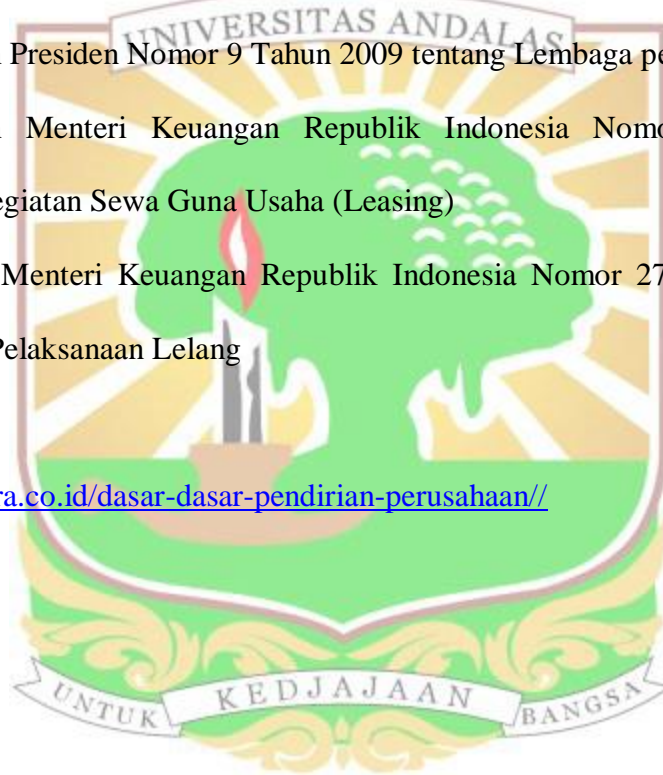 UNIVERSITAS ANDALAS
Presiden Nomor 9 Tahun 2009 tentang Lembaga pe
Menteri Keuangan Republik Indonesia Nomo
egiatan Sewa Guna Usaha (Leasing)
Menteri Keuangan Republik Indonesia Nomor 27
Pelaksanaan Lelang
ra.co.id/dasar-dasar-pendirian-perusahaan//
UNTUK KEDJAJAAN BANGSA